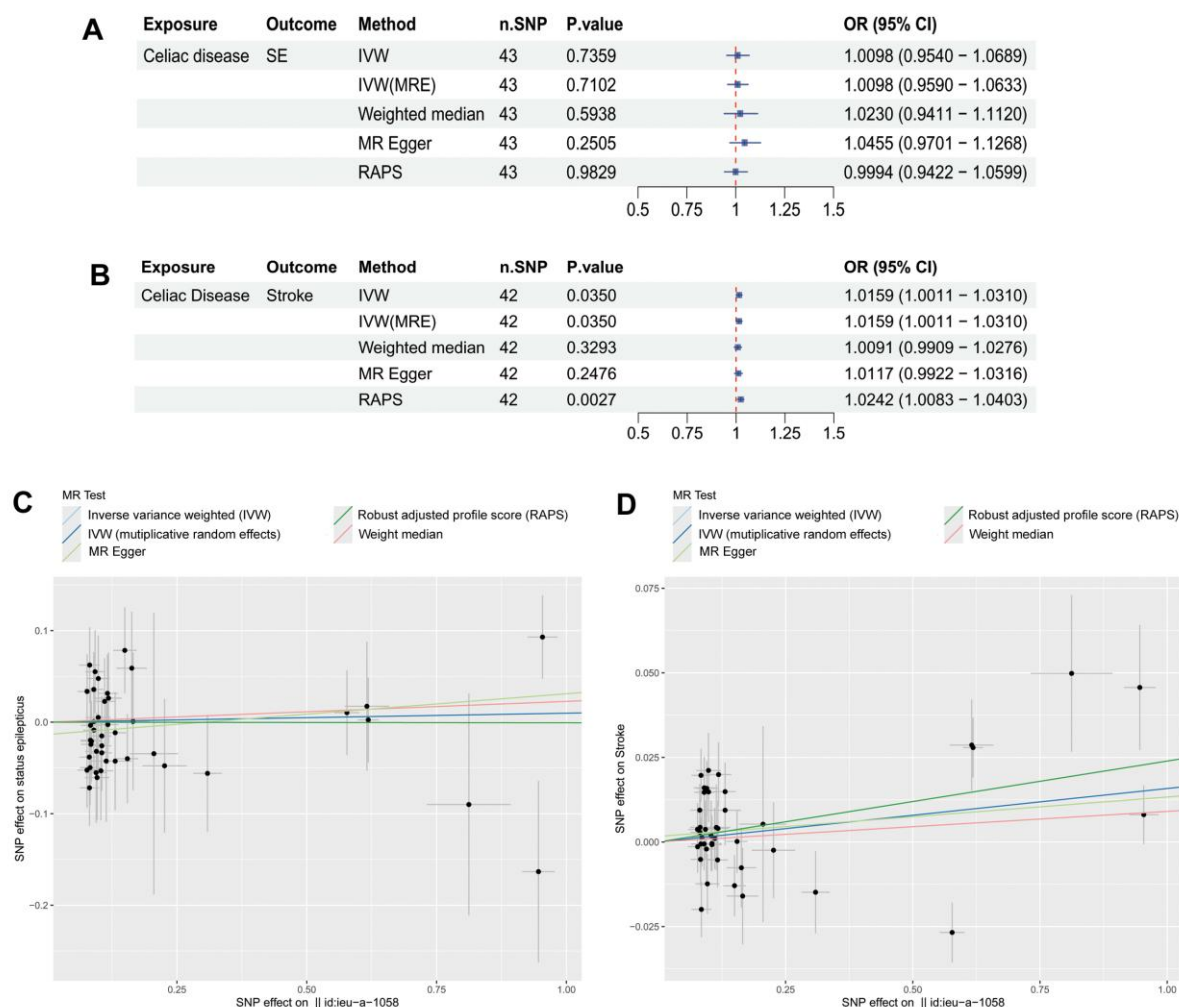 A
Exposure Outcome Method n.SNP P.value OR (95% CI)
Celiac disease SE IVW 43 0.7359 1.0098 (0.9540 − 1.0689)
IVW(MRE) 43 0.7102 1.0098 (0.9590 − 1.0633)
Weighted median 43 0.5938 1.0230 (0.9411 − 1.1120)
MR Egger 43 0.2505 1.0455 (0.9701 − 1.1268)
RAPS 43 0.9829 0.9994 (0.9422 − 1.0599)
0.5 0.75 1 1.25 1.5
B
Exposure Outcome Method n.SNP P.value OR (95% CI)
Celiac Disease Stroke IVW 42 0.0350 1.0159 (1.0011 − 1.0310)
IVW(MRE) 42 0.0350 1.0159 (1.0011 − 1.0310)
Weighted median 42 0.3293 1.0091 (0.9909 − 1.0276)
MR Egger 42 0.2476 1.0117 (0.9922 − 1.0316)
RAPS 42 0.0027 1.0242 (1.0083 − 1.0403)
0.5 0.75 1 1.25 1.5
C
MR Test
Inverse variance weighted (IVW)
IVW (mutiplicative random effects)
MR Egger
Robust adjusted profile score (RAPS)
Weight median
SNP effect on status epilepticus
0.1
0.0
−0.1
−0.2
0.25 0.50 0.75 1.00
SNP effect on || id:ieu-a-1058
D
MR Test
Inverse variance weighted (IVW)
IVW (mutiplicative random effects)
MR Egger
Robust adjusted profile score (RAPS)
Weight median
SNP effect on Stroke
0.075
0.050
0.025
0.000
−0.025
0.25 0.50 0.75 1.00
SNP effect on || id:ieu-a-1058